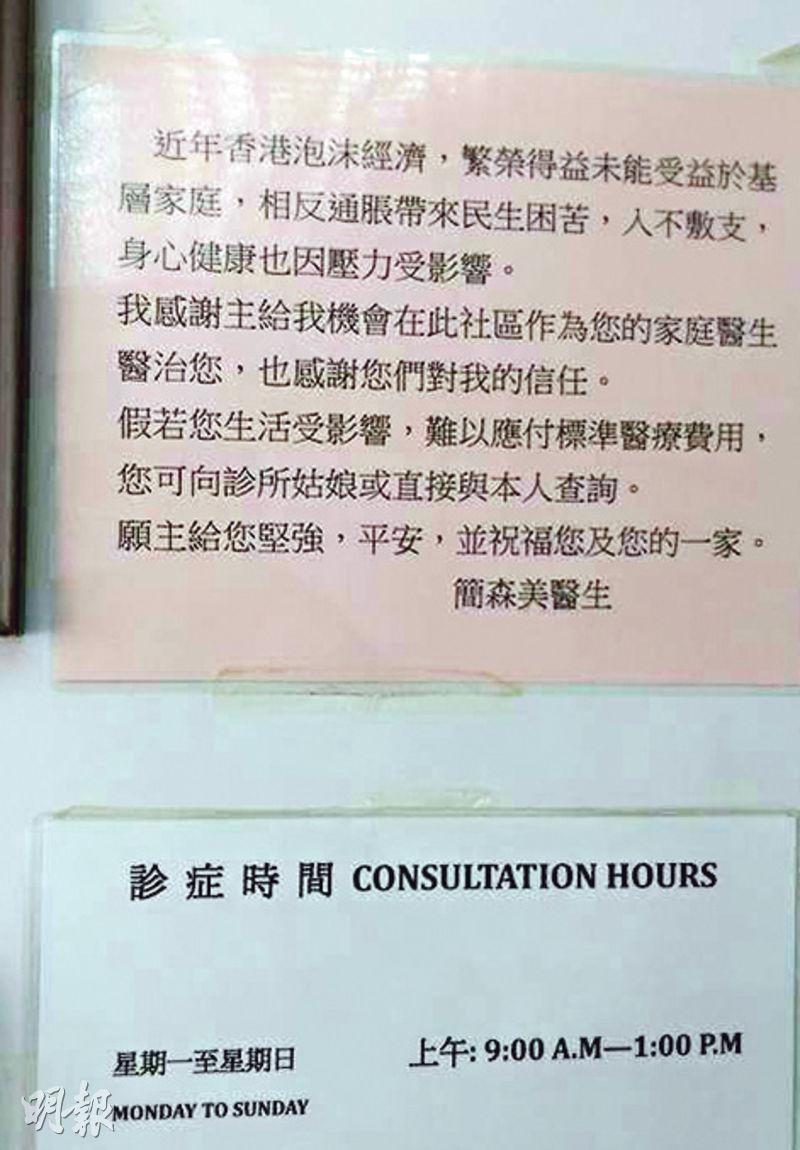 近年香港泡沫經濟，繁榮得益未能受益於基
層家庭，相反通脹帶來民生困苦，入不敷支，
身心健康也因壓力受影響。
我感謝主給我機會在此社區作為您的家庭醫生
醫治您，也感謝您們對我的信任。
假若您生活受影響，難以應付標準醫療費用，
您可向診所姑娘或直接與本人查詢。
願主給您堅強，平安，並祝福您及您的一家。
簡森美醫生
診症時間 CONSULTATION HOURS
星期一至星期日 上午: 9:00 A.M—1:00 P.M
MONDAY TO SUNDAY
明報